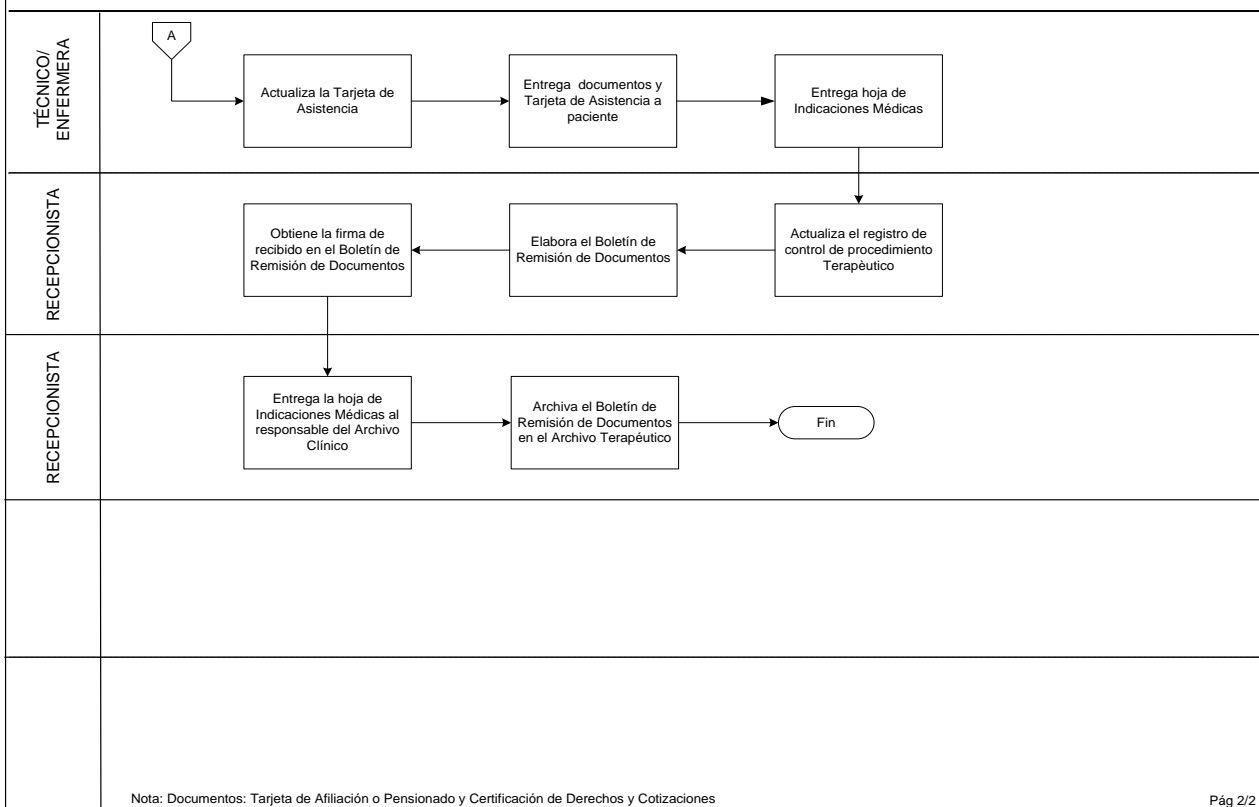 TÉCNICO/
ENFERMERA
A
Actualiza la Tarjeta de
Asistencia
Entrega documentos y
Tarjeta de Asistencia a
paciente
Entrega hoja de
Indicaciones Médicas
RECEPCIONISTA
Obtiene la firma de
recibido en el Boletín de
Remisión de Documentos
Elabora el Boletín de
Remisión de Documentos
Actualiza el registro de
control de procedimiento
Terapèutico
RECEPCIONISTA
Entrega la hoja de
Indicaciones Médicas al
responsable del Archivo
Clínico
Archiva el Boletín de
Remisión de Documentos
en el Archivo Terapéutico
Fin
Nota: Documentos: Tarjeta de Afiliación o Pensionado y Certificación de Derechos y Cotizaciones
Pág 2/2